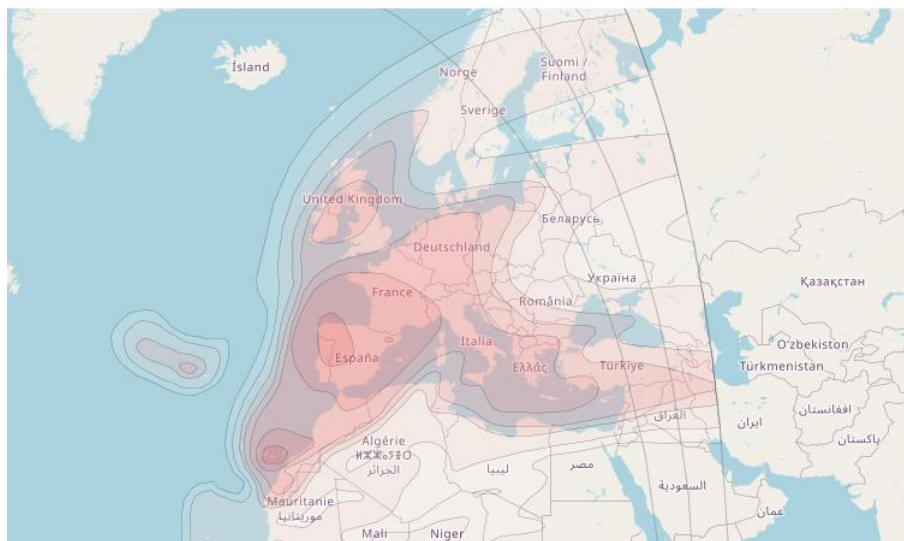 Ísland
Norge
Suomi /
Finland
Sverige
United Kingdom
Беларусь
Deutschland
Україна
Қазақстан
France
România
Italia
España
Ελλάς
Türkiye
Oʻzbekiston
Türkmenistan
افغانستان
العراق
ایران
پاکستان
Algérie
ⵍⵣⵣⴰⵢⴻⵔ
الجزائر
ليبيا
مصر
السعودية
عمان
Mauritanie
موريتانيا
Mali
Niger